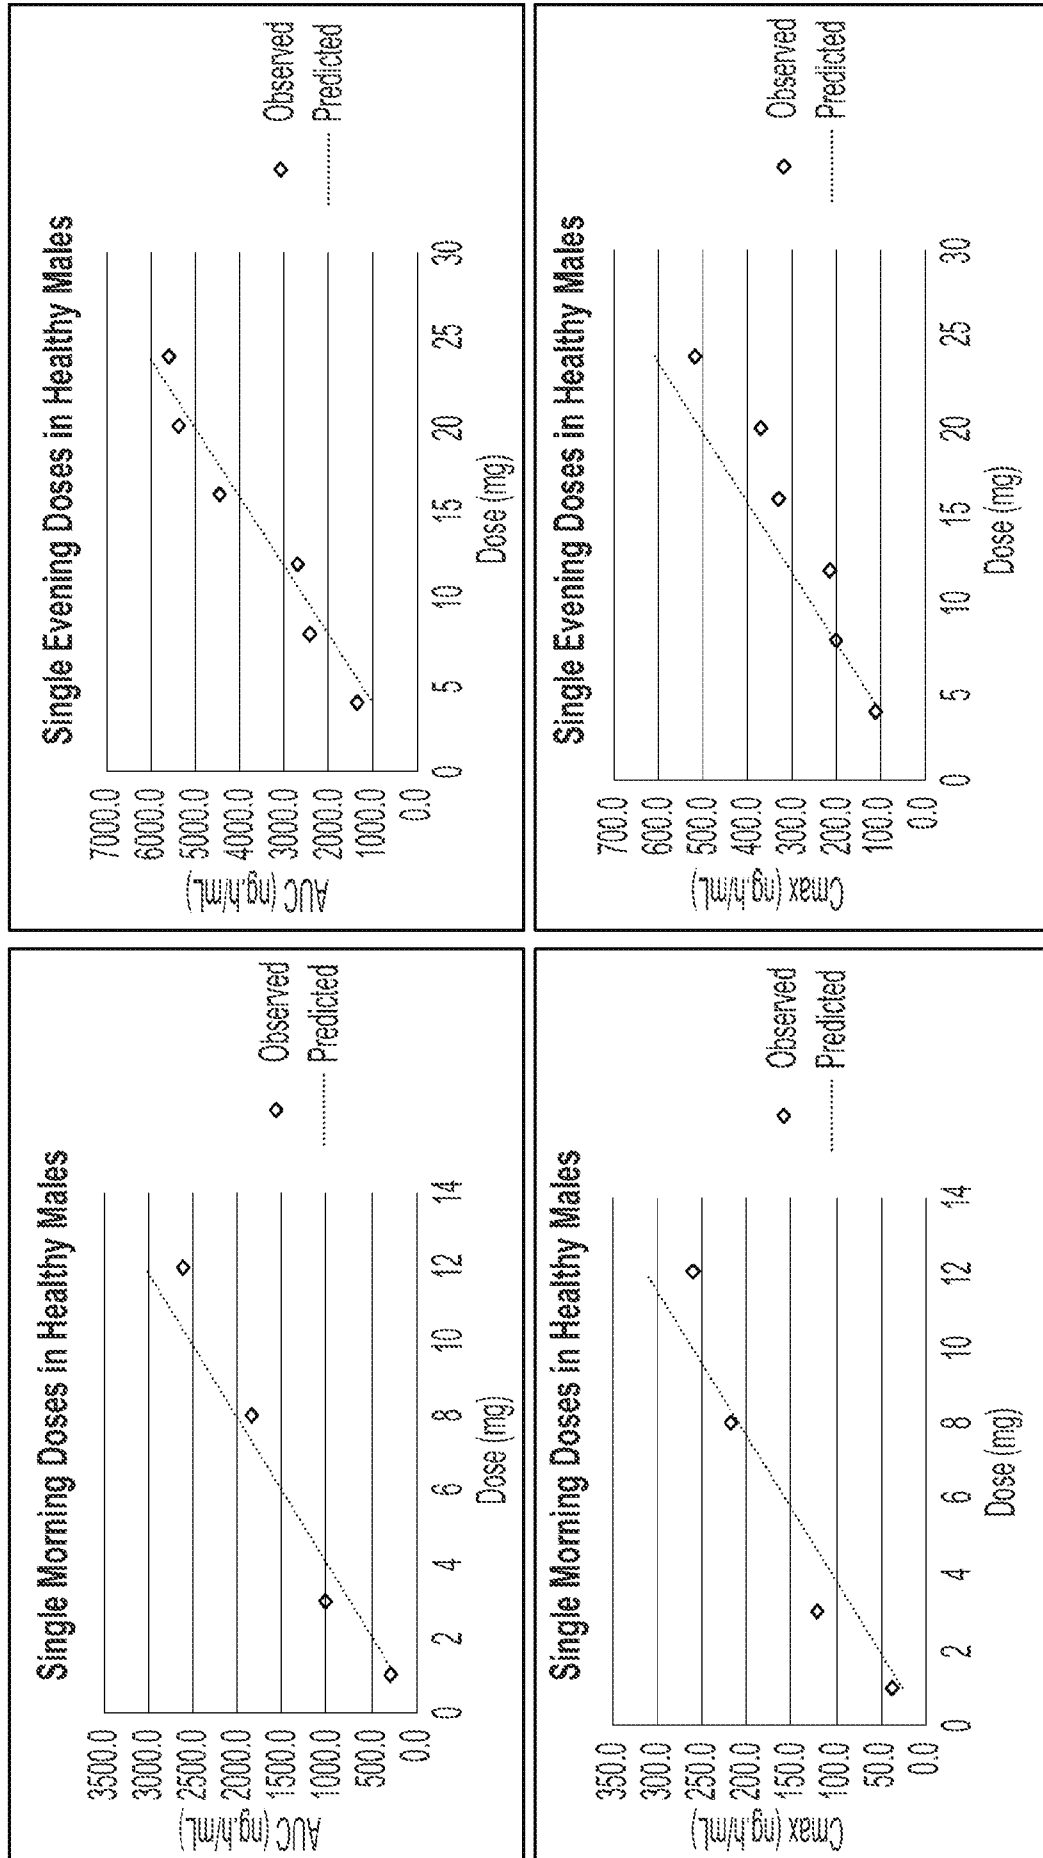 Single Morning Doses in Healthy Males
AUC (ng.h/mL)
3500.0
3000.0
2500.0
2000.0
1500.0
1000.0
500.0
0.0
0 2 4 6 8 10 12 14
Dose (mg)
Observed
Predicted
Single Evening Doses in Healthy Males
AUC (ng.h/mL)
7000.0
6000.0
5000.0
4000.0
3000.0
2000.0
1000.0
0.0
0 5 10 15 20 25 30
Dose (mg)
Observed
Predicted
Single Morning Doses in Healthy Males
Cmax (ng.h/mL)
350.0
300.0
250.0
200.0
150.0
100.0
50.0
0.0
0 2 4 6 8 10 12 14
Dose (mg)
Observed
Predicted
Single Evening Doses in Healthy Males
Cmax (ng.h/mL)
700.0
600.0
500.0
400.0
300.0
200.0
100.0
0.0
0 5 10 15 20 25 30
Dose (mg)
Observed
Predicted